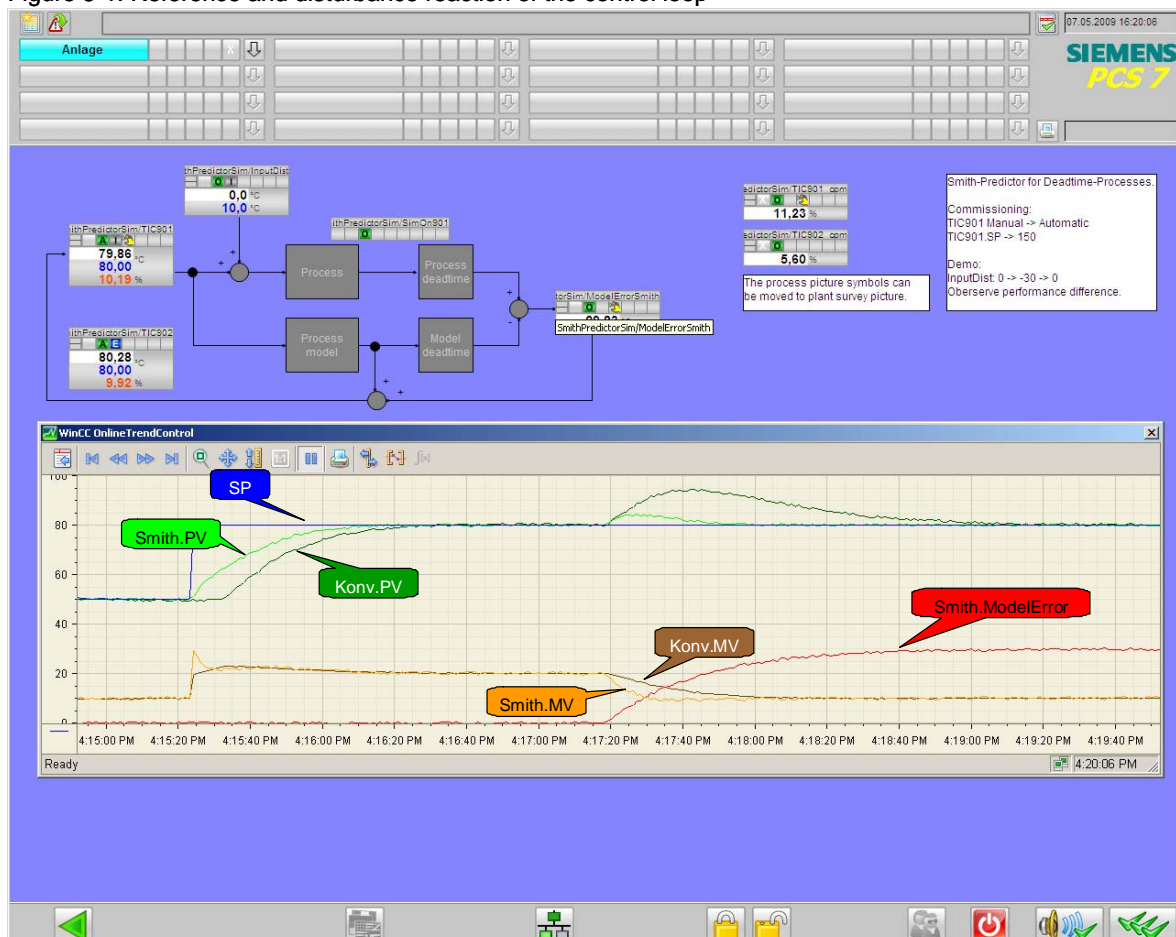 Reference and disturbance reaction of the control loop
07.05.2009 16:20:06
Anlage
X
SIEMENS
PCS 7
ithPredictorSim/InputDist
O I
0,0 °C
10,0 °C
ithPredictorSim/SimOn901
O
ithPredictorSim/TIC901
A I
79,86 °C
80,00
10,19 %
Process
Process deadtime
+
+
+
-
torSim/ModelErrorSmith
O
SmithPredictorSim/ModelErrorSmith
Process model
Model deadtime
+
+
ithPredictorSim/TIC902
A E
80,28 °C
80,00
9,92 %
edictorSim/TIC901_com
X O
11,23 %
edictorSim/TIC902_com
X O
5,60 %
The process picture symbols can
be moved to plant survey picture.
Smith-Predictor for Deadtime-Processes.
Commissioning:
TIC901 Manual -> Automatic
TIC901.SP -> 150
Demo:
InputDist: 0 -> -30 -> 0
Oberserve performance difference.
WinCC OnlineTrendControl
1:1
f(x)
100
80
60
40
20
0
SP
Smith.PV
Konv.PV
Konv.MV
Smith.MV
Smith.ModelError
4:15:00 PM 4:15:20 PM 4:15:40 PM 4:16:00 PM 4:16:20 PM 4:16:40 PM 4:17:00 PM 4:17:20 PM 4:17:40 PM 4:18:00 PM 4:18:20 PM 4:18:40 PM 4:19:00 PM 4:19:20 PM 4:19:40 PM
Ready
4:20:06 PM